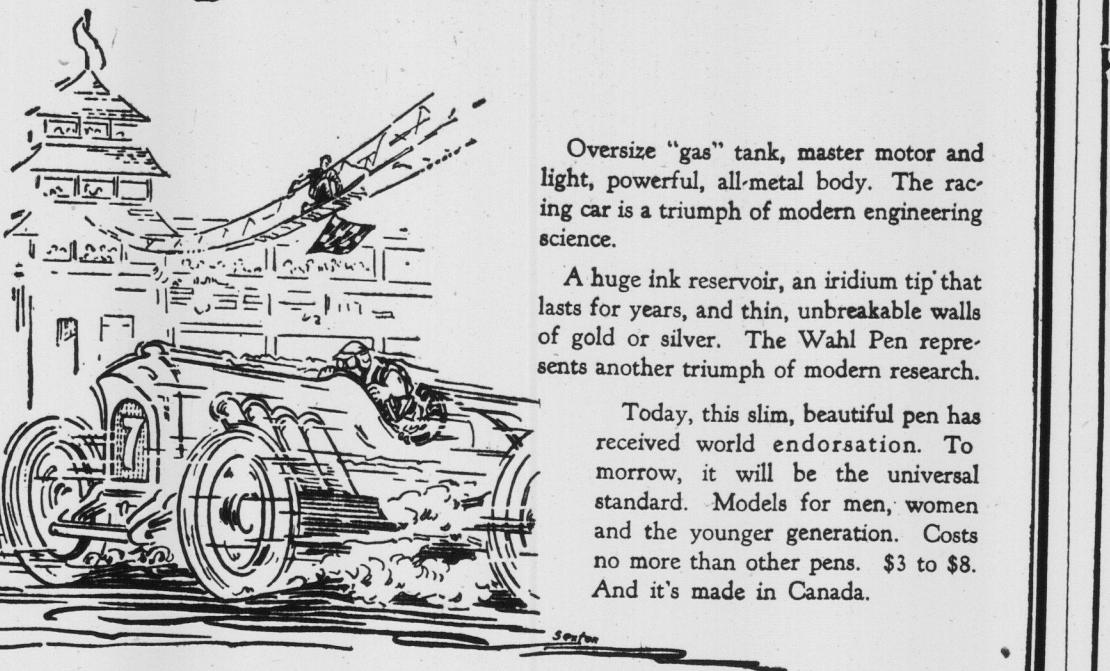 Oversize "gas" tank, master motor and
light, powerful, all-metal body. The rac-
ing car is a triumph of modern engineering
science.
A huge ink reservoir, an iridium tip that
lasts for years, and thin, unbreakable walls
of gold or silver. The Wahl Pen repre-
sents another triumph of modern research.
Today, this slim, beautiful pen has
received world endorsation. To
morrow, it will be the universal
standard. Models for men, women
and the younger generation. Costs
no more than other pens. $3 to $8.
And it's made in Canada.
7